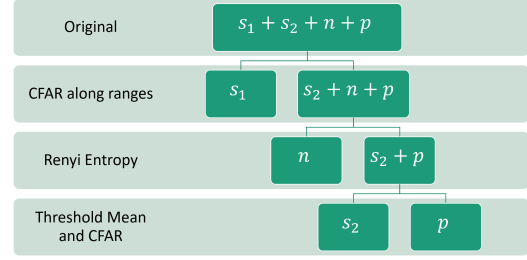 Original
s₁ + s₂ + n + p
CFAR along ranges
s₁
s₂ + n + p
Renyi Entropy
n
s₂ + p
Threshold Mean
and CFAR
s₂
p